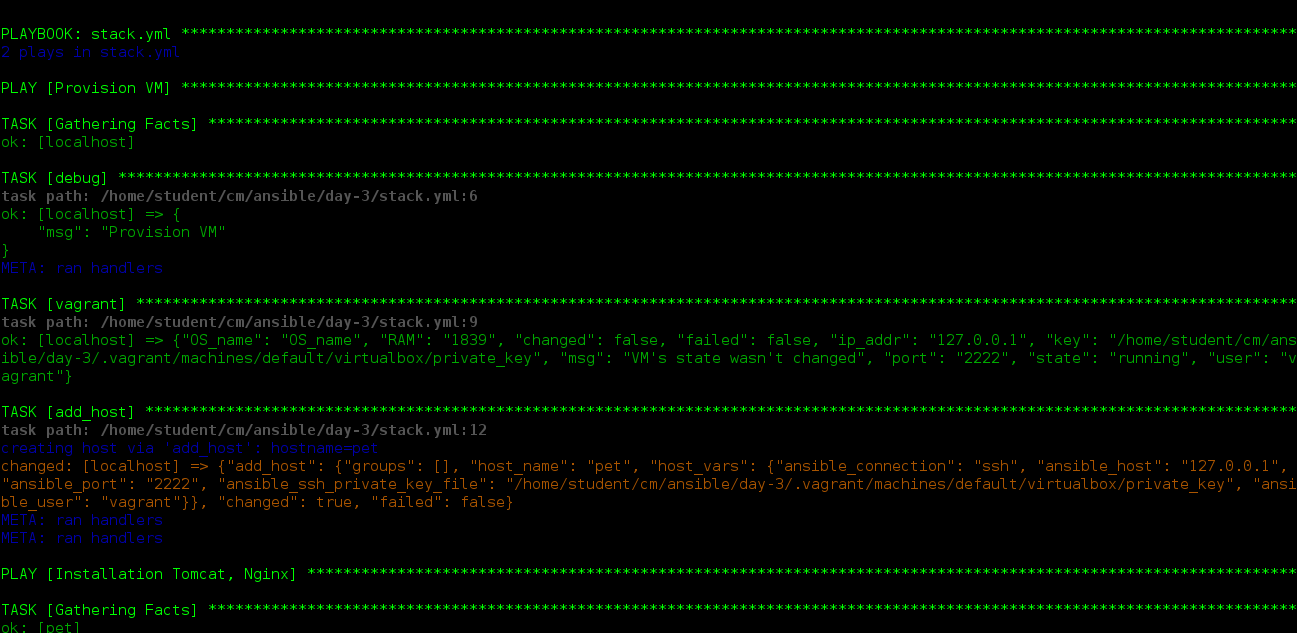 PLAYBOOK: stack.yml ****************************************************************************************************************************
2 plays in stack.yml
PLAY [Provision VM] ****************************************************************************************************************************
TASK [Gathering Facts] *************************************************************************************************************************
ok: [localhost]
TASK [debug] ***********************************************************************************************************************************
task path: /home/student/cm/ansible/day-3/stack.yml:6
ok: [localhost] => {
    "msg": "Provision VM"
}
META: ran handlers
TASK [vagrant] *********************************************************************************************************************************
task path: /home/student/cm/ansible/day-3/stack.yml:9
ok: [localhost] => {"OS_name": "OS_name", "RAM": "1839", "changed": false, "failed": false, "ip_addr": "127.0.0.1", "key": "/home/student/cm/ans
ible/day-3/.vagrant/machines/default/virtualbox/private_key", "msg": "VM's state wasn't changed", "port": "2222", "state": "running", "user": "v
agrant"}
TASK [add_host] ********************************************************************************************************************************
task path: /home/student/cm/ansible/day-3/stack.yml:12
creating host via 'add_host': hostname=pet
changed: [localhost] => {"add_host": {"groups": [], "host_name": "pet", "host_vars": {"ansible_connection": "ssh", "ansible_host": "127.0.0.1",
"ansible_port": "2222", "ansible_ssh_private_key_file": "/home/student/cm/ansible/day-3/.vagrant/machines/default/virtualbox/private_key", "ansi
ble_user": "vagrant"}}, "changed": true, "failed": false}
META: ran handlers
META: ran handlers
PLAY [Installation Tomcat, Nginx] **************************************************************************************************************
TASK [Gathering Facts] *************************************************************************************************************************
ok: [pet]